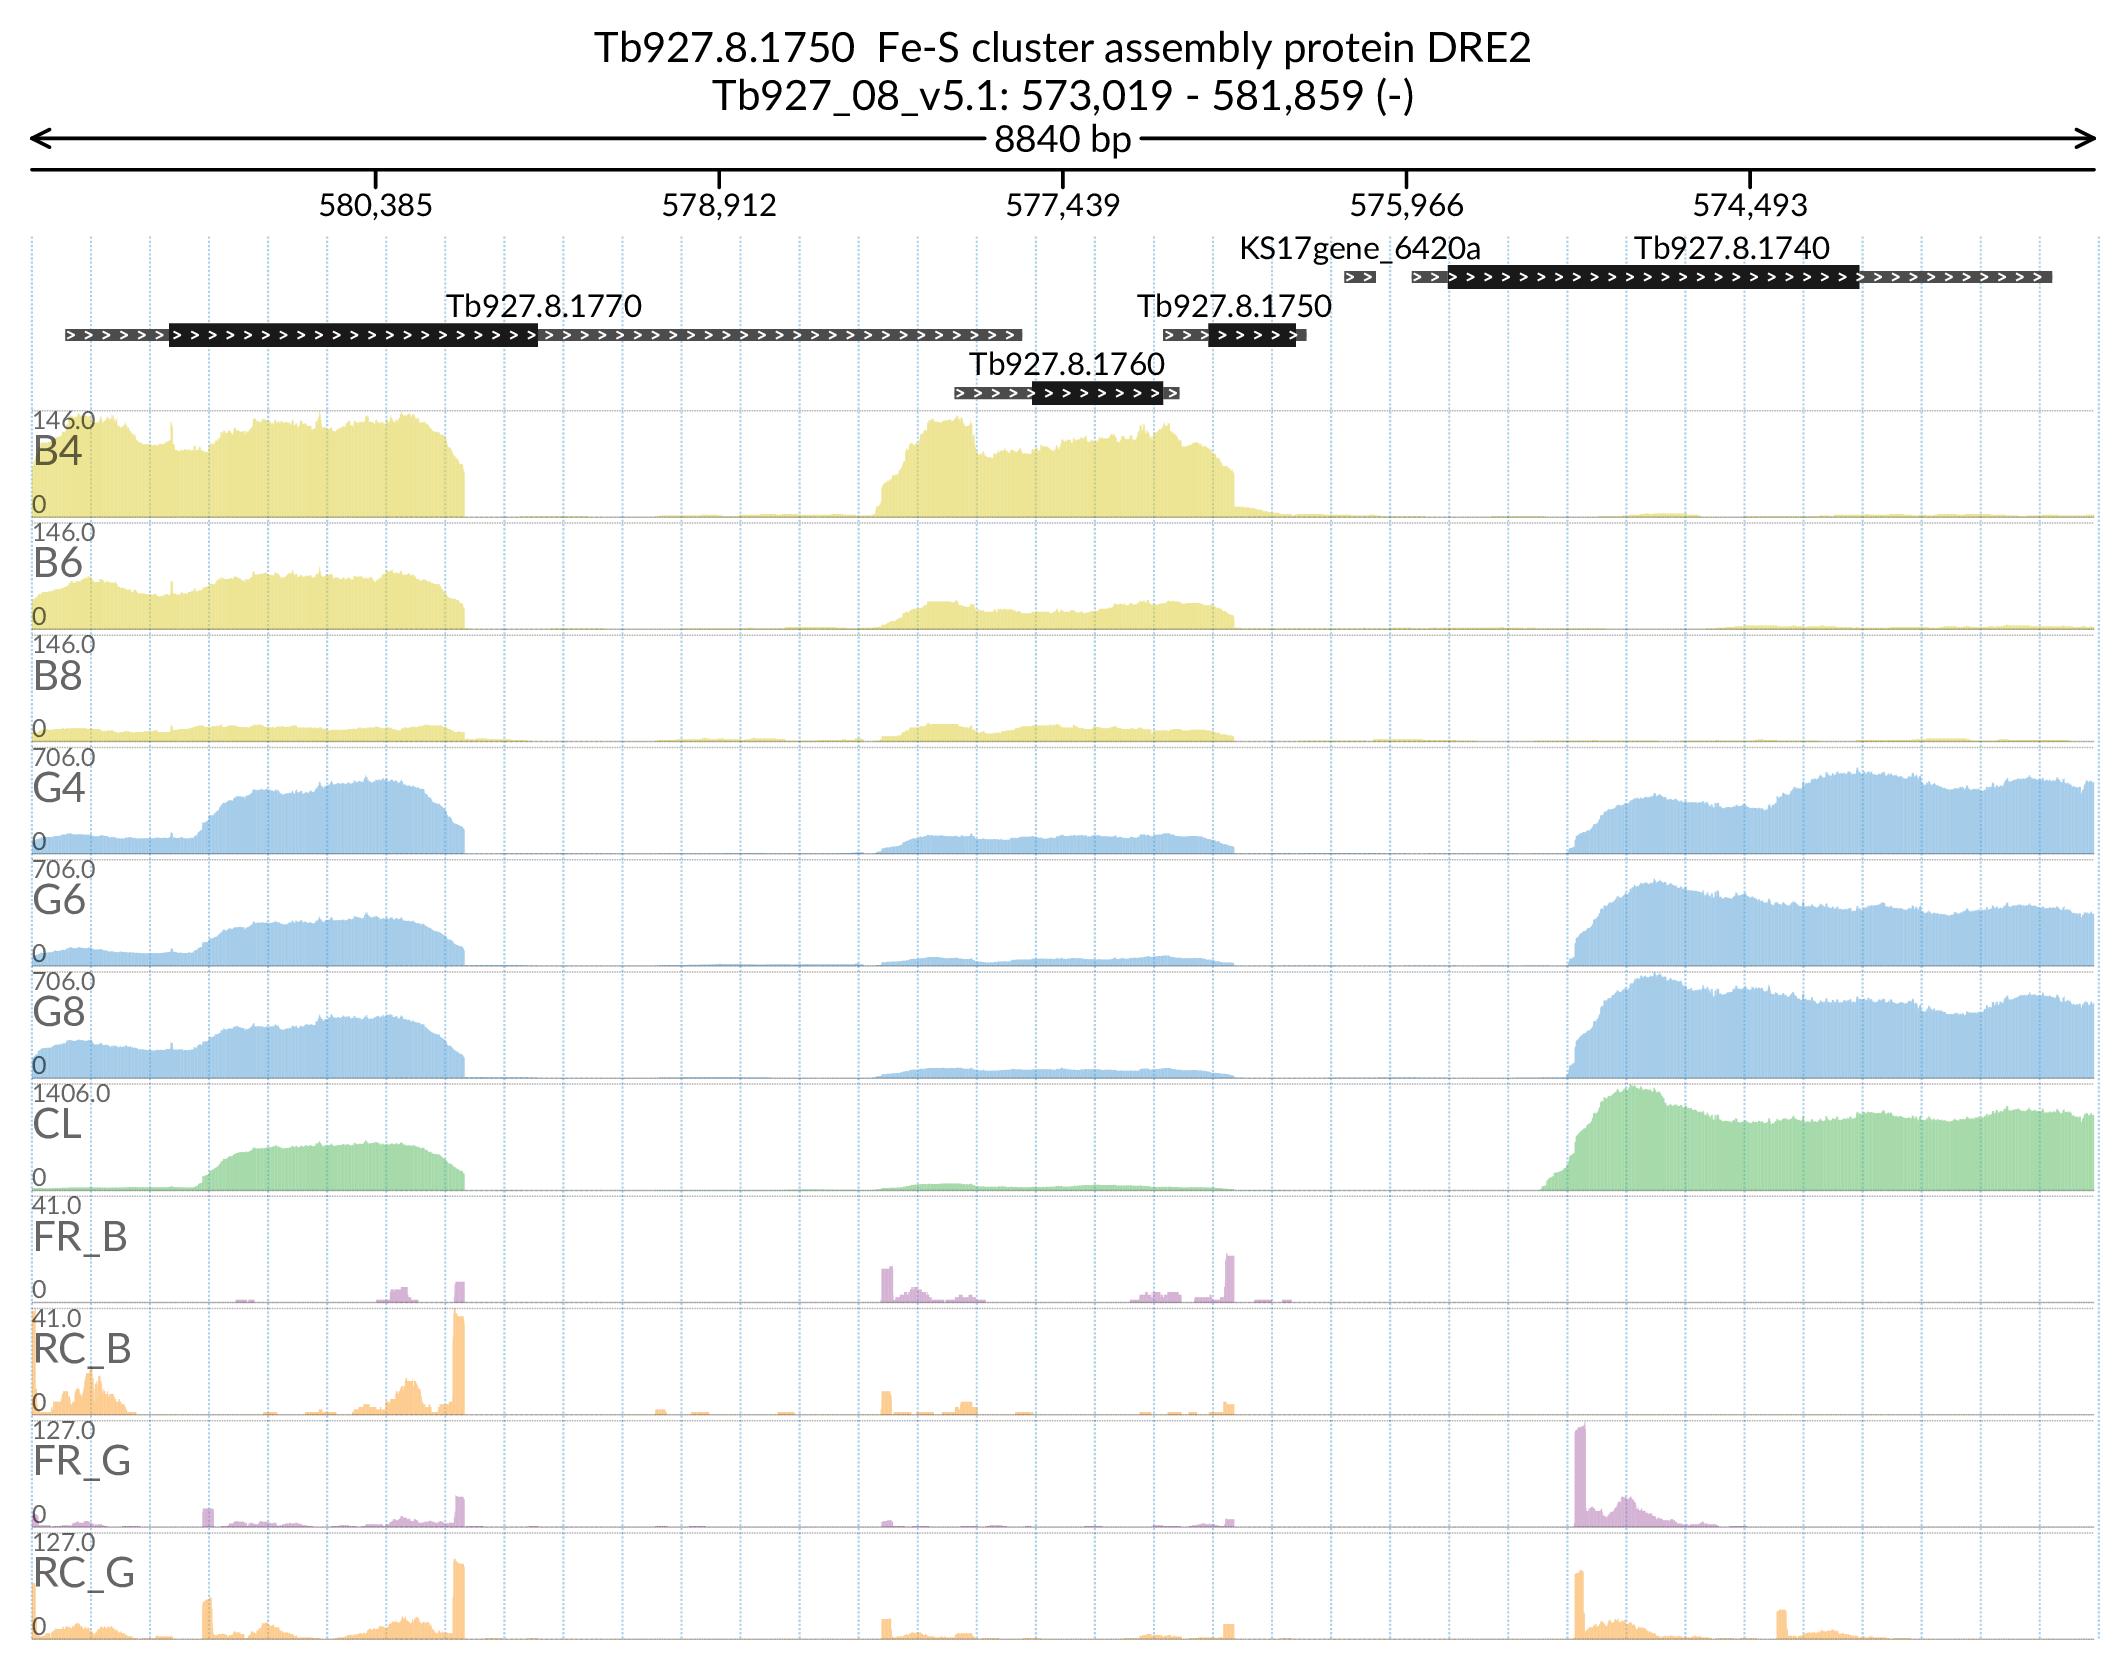 Tb927.8.1750  Fe-S cluster assembly protein DRE2
Tb927_08_v5.1: 573,019 - 581,859 (-)
8840 bp
580,385 578,912 577,439 575,966 574,493
KS17gene_6420a Tb927.8.1740
Tb927.8.1770 Tb927.8.1750
Tb927.8.1760
146.0
B4
0
146.0
B6
0
146.0
B8
0
706.0
G4
0
706.0
G6
0
706.0
G8
0
1406.0
CL
0
41.0
FR_B
0
41.0
RC_B
0
127.0
FR_G
0
127.0
RC_G
0